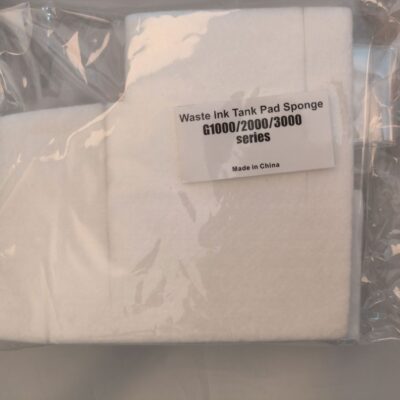 Waste Ink Tank Pad Sponge
G1000/2000/3000
series
Made in China